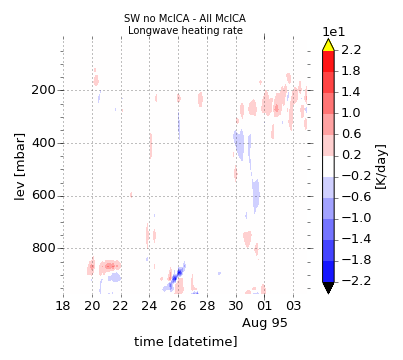 SW no McICA - All McICA
Longwave heating rate
1e1
2.2
1.8
1.4
1.0
0.6
0.2
−0.2
−0.6
−1.0
−1.4
−1.8
−2.2
[K/day]
lev [mbar]
200
400
600
800
18 20 22 24 26 28 30 01 03
Aug 95
time [datetime]